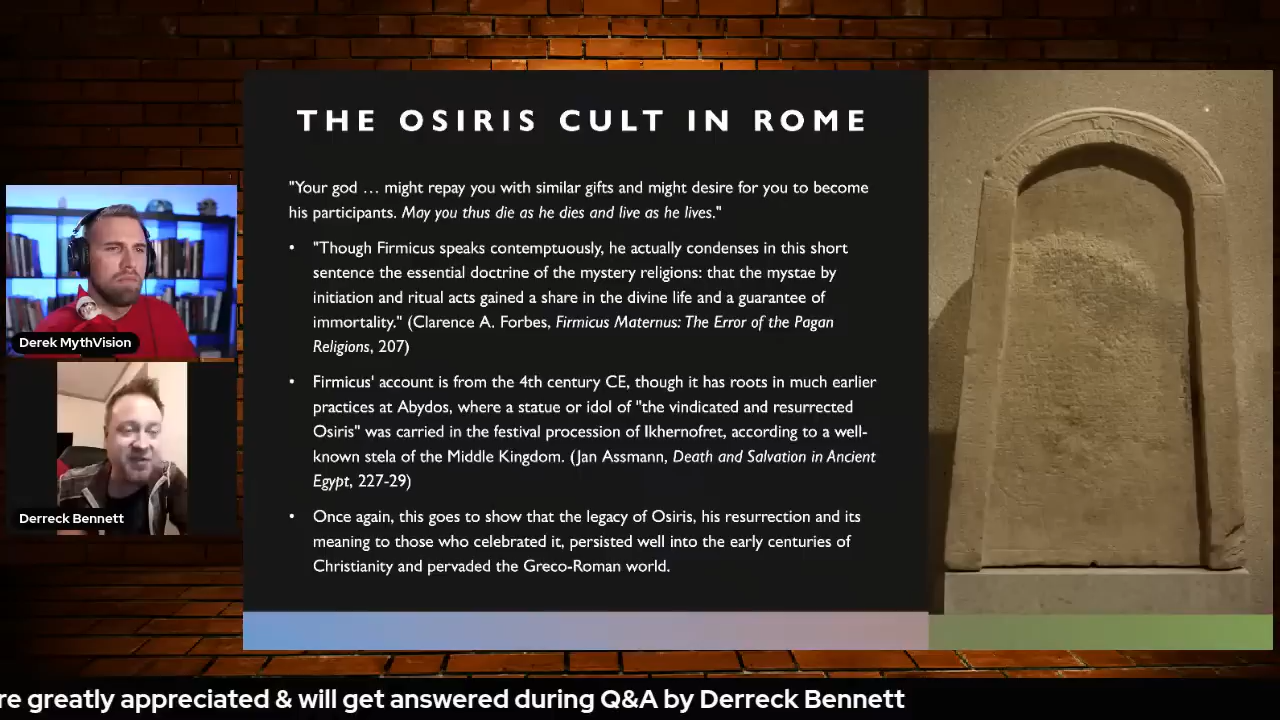 THE OSIRIS CULT IN ROME
"Your god … might repay you with similar gifts and might desire for you to become
his participants. May you thus die as he dies and live as he lives."
• "Though Firmicus speaks contemptuously, he actually condenses in this short
sentence the essential doctrine of the mystery religions: that the mystae by
initiation and ritual acts gained a share in the divine life and a guarantee of
immortality." (Clarence A. Forbes, Firmicus Maternus: The Error of the Pagan
Religions, 207)
• Firmicus' account is from the 4th century CE, though it has roots in much earlier
practices at Abydos, where a statue or idol of "the vindicated and resurrected
Osiris" was carried in the festival procession of Ikhernofret, according to a well-
known stela of the Middle Kingdom. (Jan Assmann, Death and Salvation in Ancient
Egypt, 227-29)
• Once again, this goes to show that the legacy of Osiris, his resurrection and its
meaning to those who celebrated it, persisted well into the early centuries of
Christianity and pervaded the Greco-Roman world.
Derek MythVision
Derreck Bennett
re greatly appreciated & will get answered during Q&A by Derreck Bennett